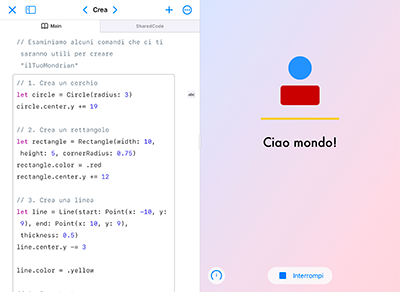 Crea
Main
SharedCode
// Esaminiamo alcuni comandi che ci ti
saranno utili per creare
"ilTuoMondrian"
// 1. Crea un cerchio
let circle = Circle(radius: 3)
circle.center.y += 19
abc
// 2. Crea un rettangolo
let rectangle = Rectangle(width: 10,
height: 5, cornerRadius: 0.75)
rectangle.color = .red
rectangle.center.y += 12
// 3. Crea una linea
let line = Line(start: Point(x: -10, y:
9), end: Point(x: 10, y: 9),
thickness: 0.5)
line.center.y -= 3
line.color = .yellow
Ciao mondo!
Interrompi